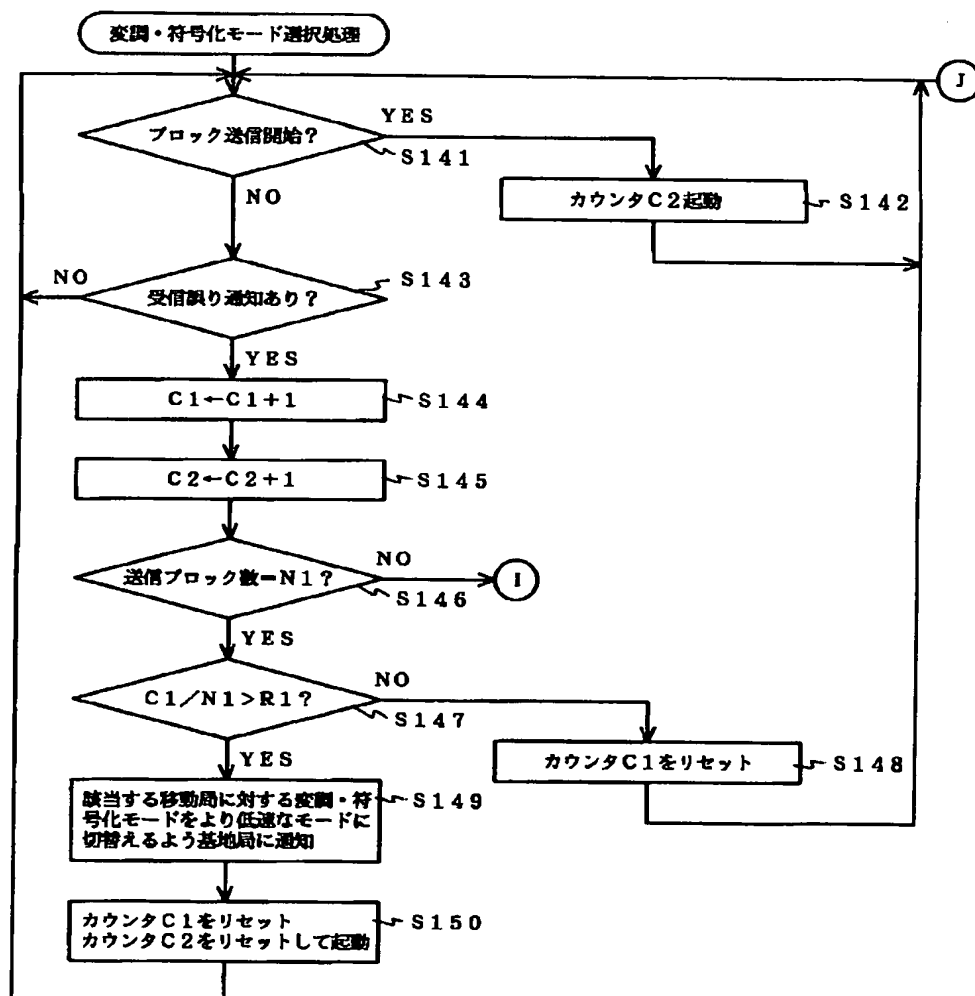 変調・符号化モード選択処理
J
ブロック送信開始?
YES
S141
NO
カウンタC2起動
S142
NO
受信誤り通知あり?
S143
YES
C1←C1+1
S144
C2←C2+1
S145
送信ブロック数=N1?
NO
I
S146
YES
C1/N1>R1?
NO
S147
YES
カウンタC1をリセット
S148
該当する移動局に対する変調・符
号化モードをより低速なモードに
切替えるよう基地局に通知
S149
カウンタC1をリセット
カウンタC2をリセットして起動
S150